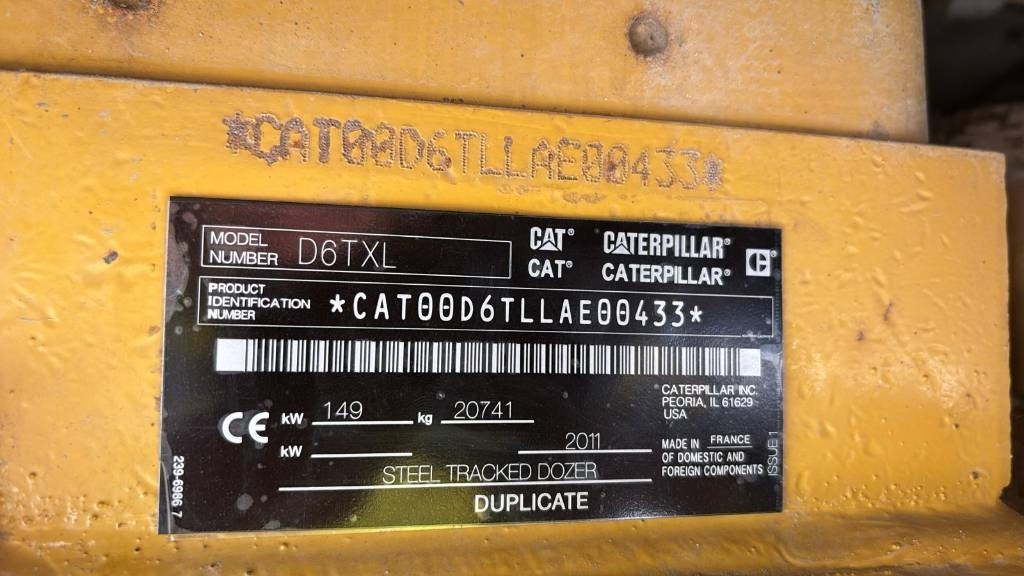 *CAT00D6TLLAE00433*
MODEL NUMBER D6TXL
CAT® CATERPILLAR®
CAT® CATERPILLAR®
PRODUCT IDENTIFICATION NUMBER *CAT00D6TLLAE00433*
CATERPILLAR INC.
PEORIA, IL 61629
USA
CE kW 149 kg 20741
kW 2011
MADE IN FRANCE
OF DOMESTIC AND
FOREIGN COMPONENTS
ISSUE 1
STEEL TRACKED DOZER
DUPLICATE
239-6986 7